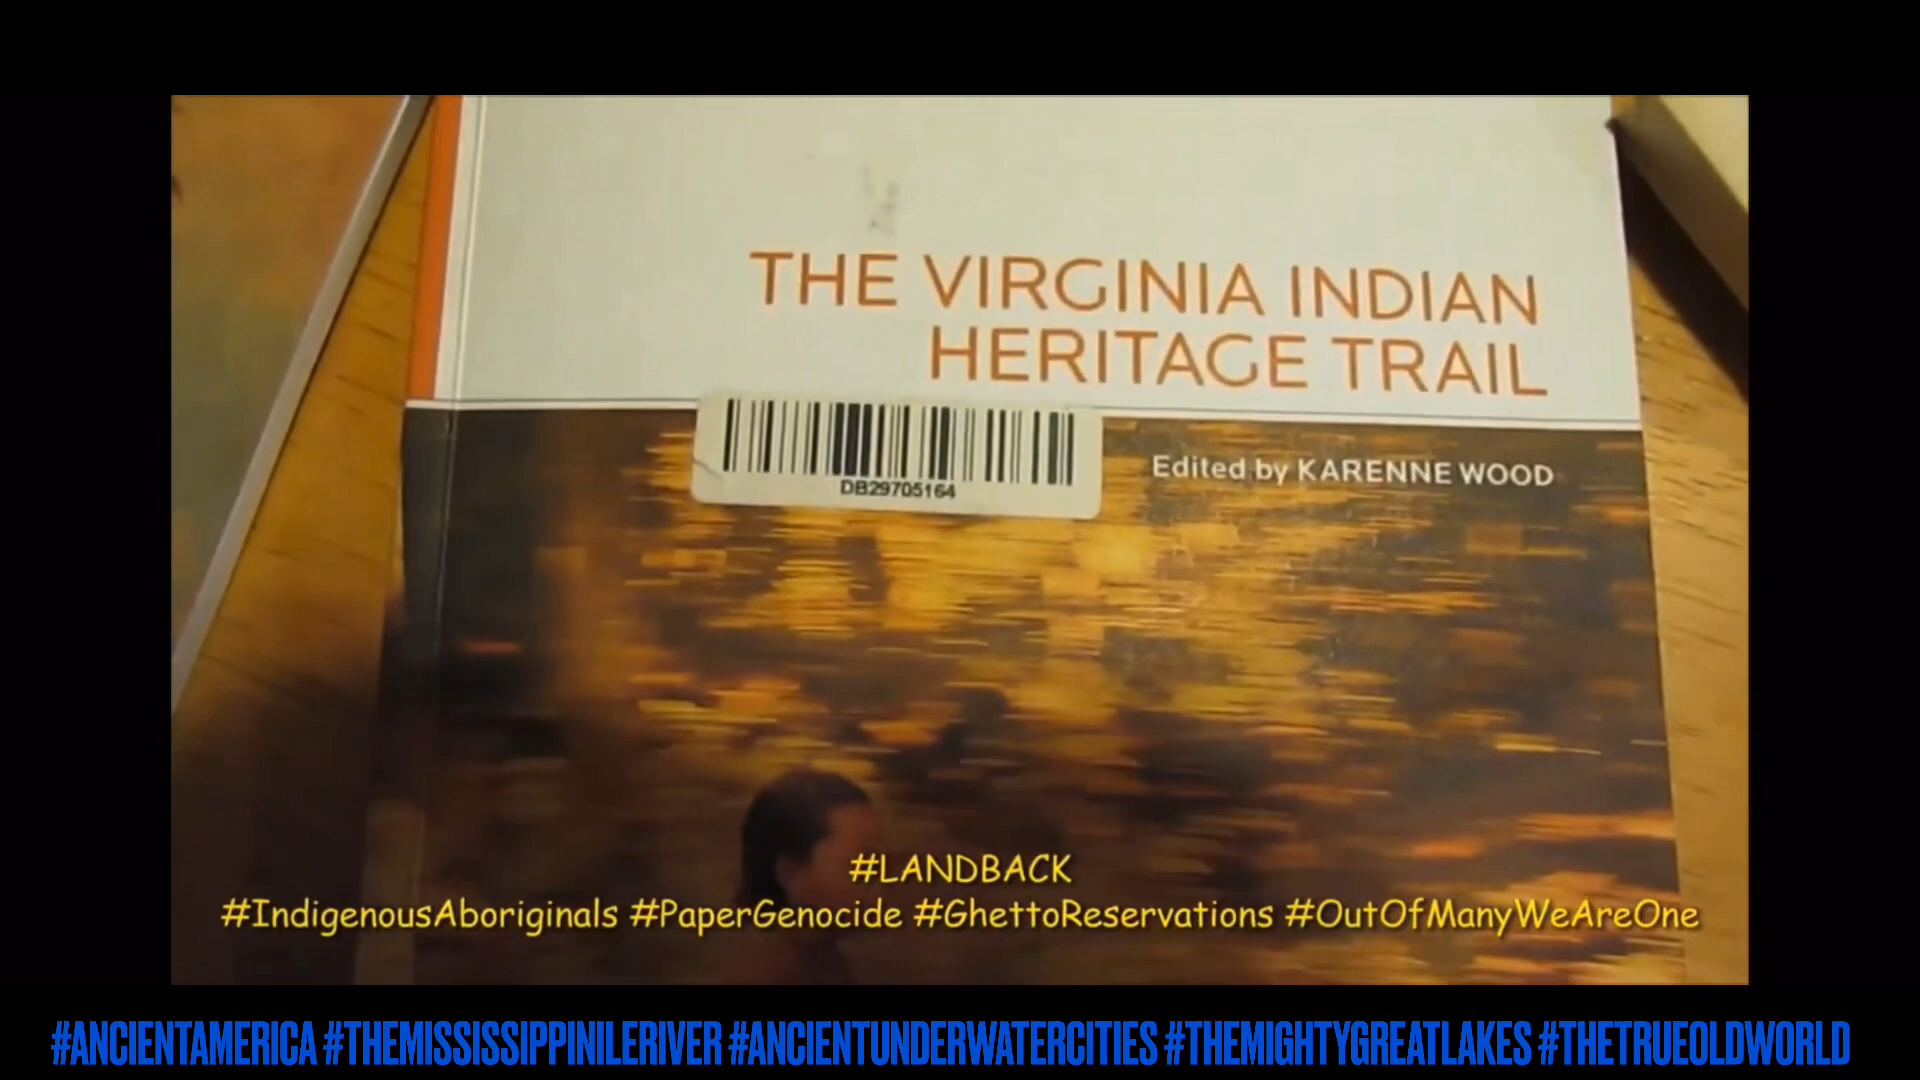 THE VIRGINIA INDIAN
HERITAGE TRAIL
DB29705164
Edited by KARENNE WOOD
#LANDBACK
#IndigenousAboriginals #PaperGenocide #GhettoReservations #OutOfManyWeAreOne
#ANCIENTAMERICA #THEMISSISSIPPINILERIVER #ANCIENTUNDERWATERCITIES #THEMIGHTYGREATLAKES #THETRUEOLDWORLD